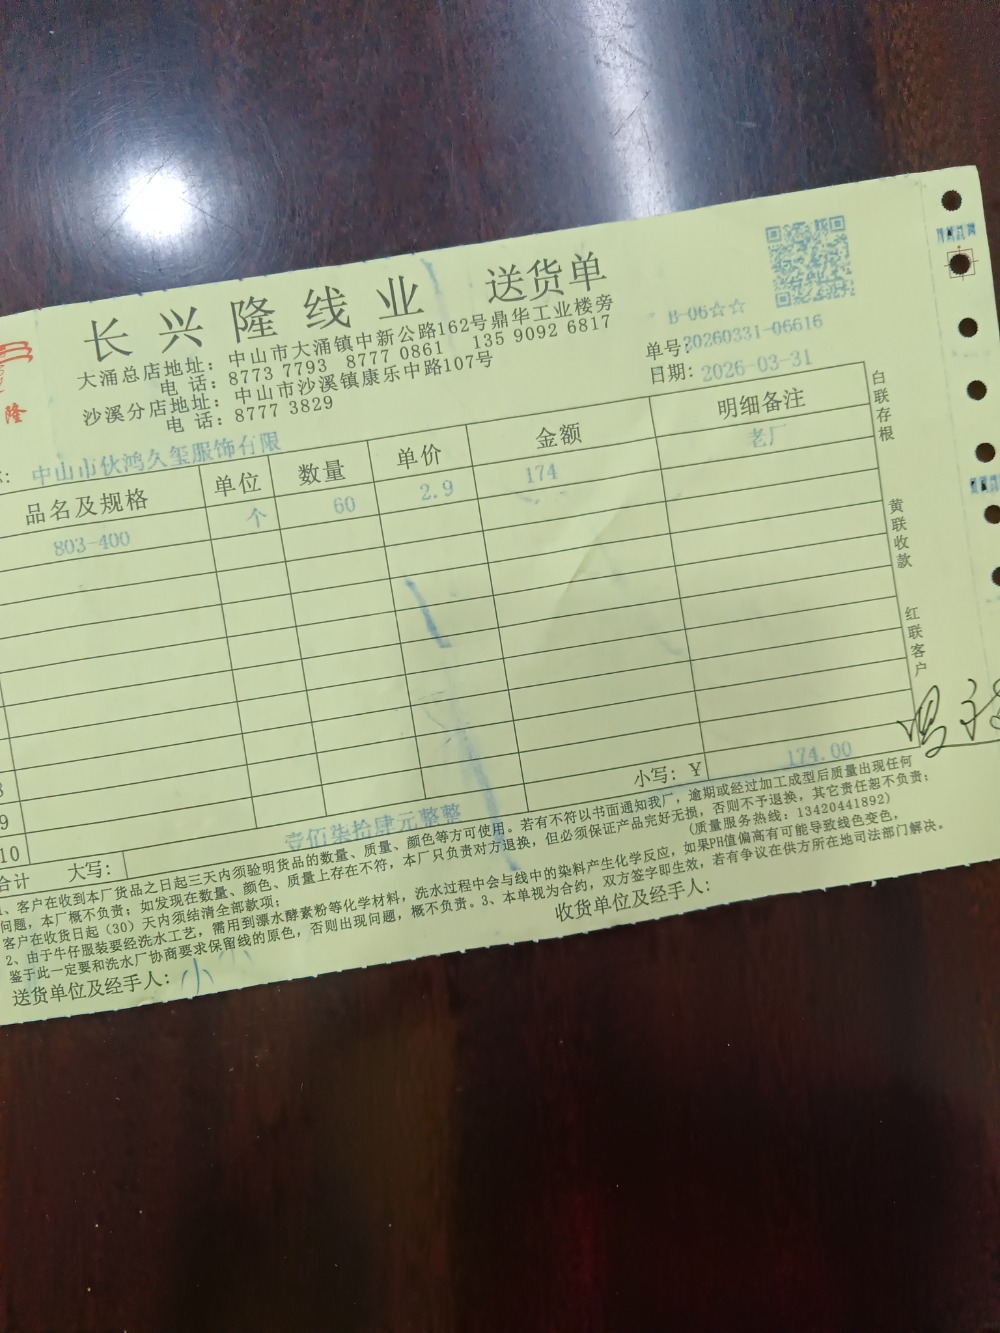 长兴隆线业 送货单
大涌总店地址：中山市大涌镇中新公路162号鼎华工业楼旁
电 话：8773 7793 8777 0861 135 9092 6817
沙溪分店地址：中山市沙溪镇康乐中路107号
电 话：8777 3829
隆
B-06☆☆
单号：20260331-06616
日期：2026-03-31
中山市伙鸿久玺服饰有限
品名及规格 单位 数量 单价 金额 明细备注
803-400 个 60 2.9 174 老厂
9
10
小写：Y 174.00
合计 大写： 壹佰柒拾肆元整整
1、客户在收到本厂货品之日起三天内须验明货品的数量、质量、颜色等方可使用。若有不符以书面通知我厂，逾期或经过加工成型后质量出现任何
问题，本厂概不负责；如发现在数量、颜色、质量上存在不符，本厂只负责对方退换，但必须保证产品完好无损，否则不予退换，其它责任恕不负责；
客户在收货日起（30）天内须结清全部款项； （质量服务热线：13420441892）
2、由于牛仔服装要经洗水工艺，需用到漂水酵素粉等化学材料，洗水过程中会与线中的染料产生化学反应，如果PH值偏高有可能导致线色变色，
鉴于此一定要和洗水厂协商要求保留线的原色，否则出现问题，概不负责。3、本单视为合约，双方签字即生效，若有争议在供方所在地司法部门解决。
送货单位及经手人： 收货单位及经手人：
白联存根
黄联收款
红联客户